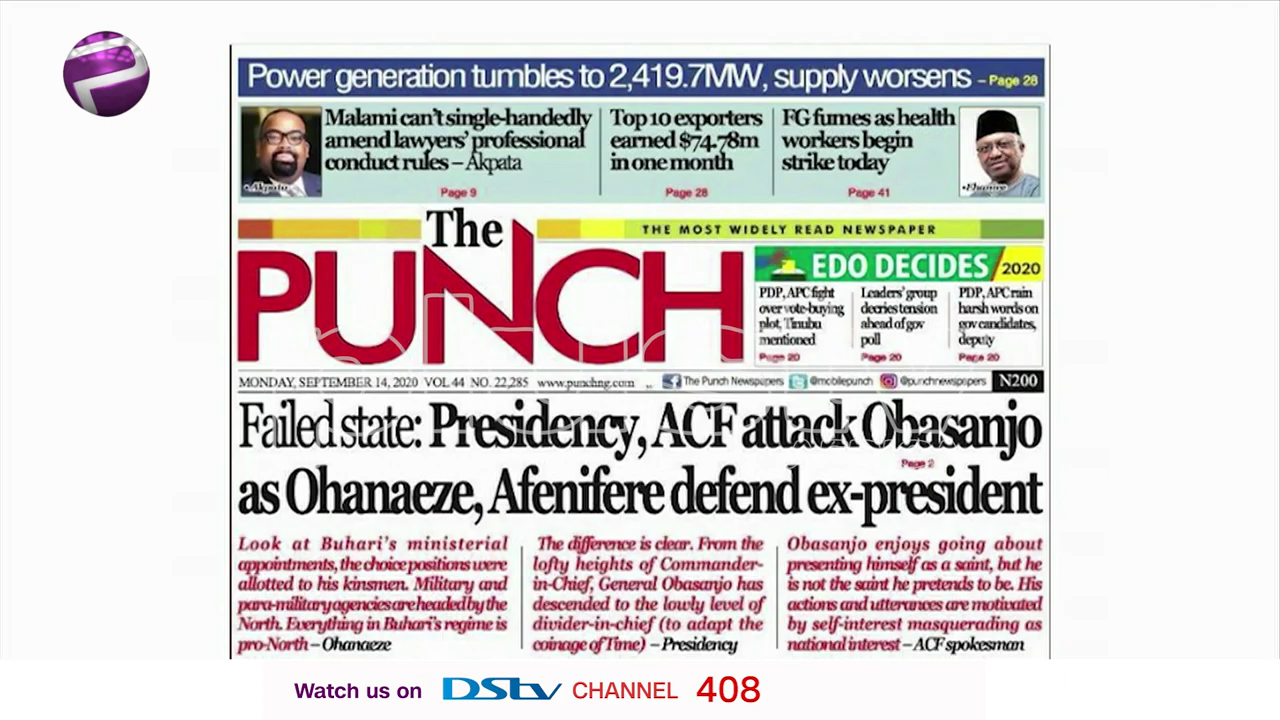 Power generation tumbles to 2,419.7MW, supply worsens – Page 28
Malami can't single-handedly
amend lawyers' professional
conduct rules – Akpata
Page 9
•Akpata
Top 10 exporters
earned $74.78m
in one month
Page 28
FG fumes as health
workers begin
strike today
Page 41
•Ehanire
The
PUNCH
THE MOST WIDELY READ NEWSPAPER
EDO DECIDES 2020
PDP, APC fight
over vote-buying
plot, Tinubu
mentioned
Page 20
Leaders' group
decries tension
ahead of gov
poll
Page 20
PDP, APC rain
harsh words on
gov candidates,
deputy
Page 20
MONDAY, SEPTEMBER 14, 2020 VOL 44 NO. 22,285 www.punchng.com The Punch Newspapers @mobilepunch @punchnewspapers N200
Failed state: Presidency, ACF attack Obasanjo
Page 2
as Ohanaeze, Afenifere defend ex-president
Look at Buhari's ministerial
appointments, the choice positions were
allotted to his kinsmen. Military and
para-military agencies are headed by the
North. Everything in Buhari's regime is
pro-North – Ohanaeze
The difference is clear. From the
lofty heights of Commander-
in-Chief, General Obasanjo has
descended to the lowly level of
divider-in-chief (to adapt the
coinage of Time) – Presidency
Obasanjo enjoys going about
presenting himself as a saint, but he
is not the saint he pretends to be. His
actions and utterances are motivated
by self-interest masquerading as
national interest – ACF spokesman
Watch us on DStv CHANNEL 408